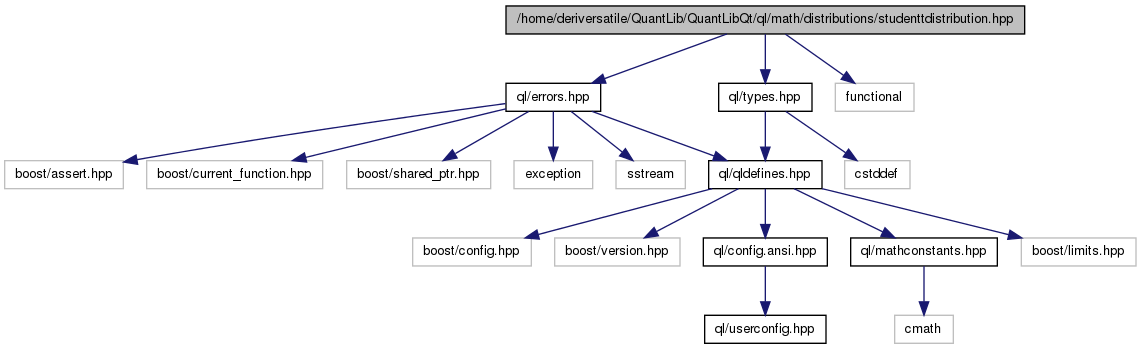 /home/deriversatile/QuantLib/QuantLibQt/ql/math/distributions/studenttdistribution.hpp
ql/errors.hpp
ql/types.hpp
functional
boost/assert.hpp
boost/current_function.hpp
boost/shared_ptr.hpp
exception
sstream
ql/qldefines.hpp
cstddef
boost/config.hpp
boost/version.hpp
ql/config.ansi.hpp
ql/mathconstants.hpp
boost/limits.hpp
ql/userconfig.hpp
cmath